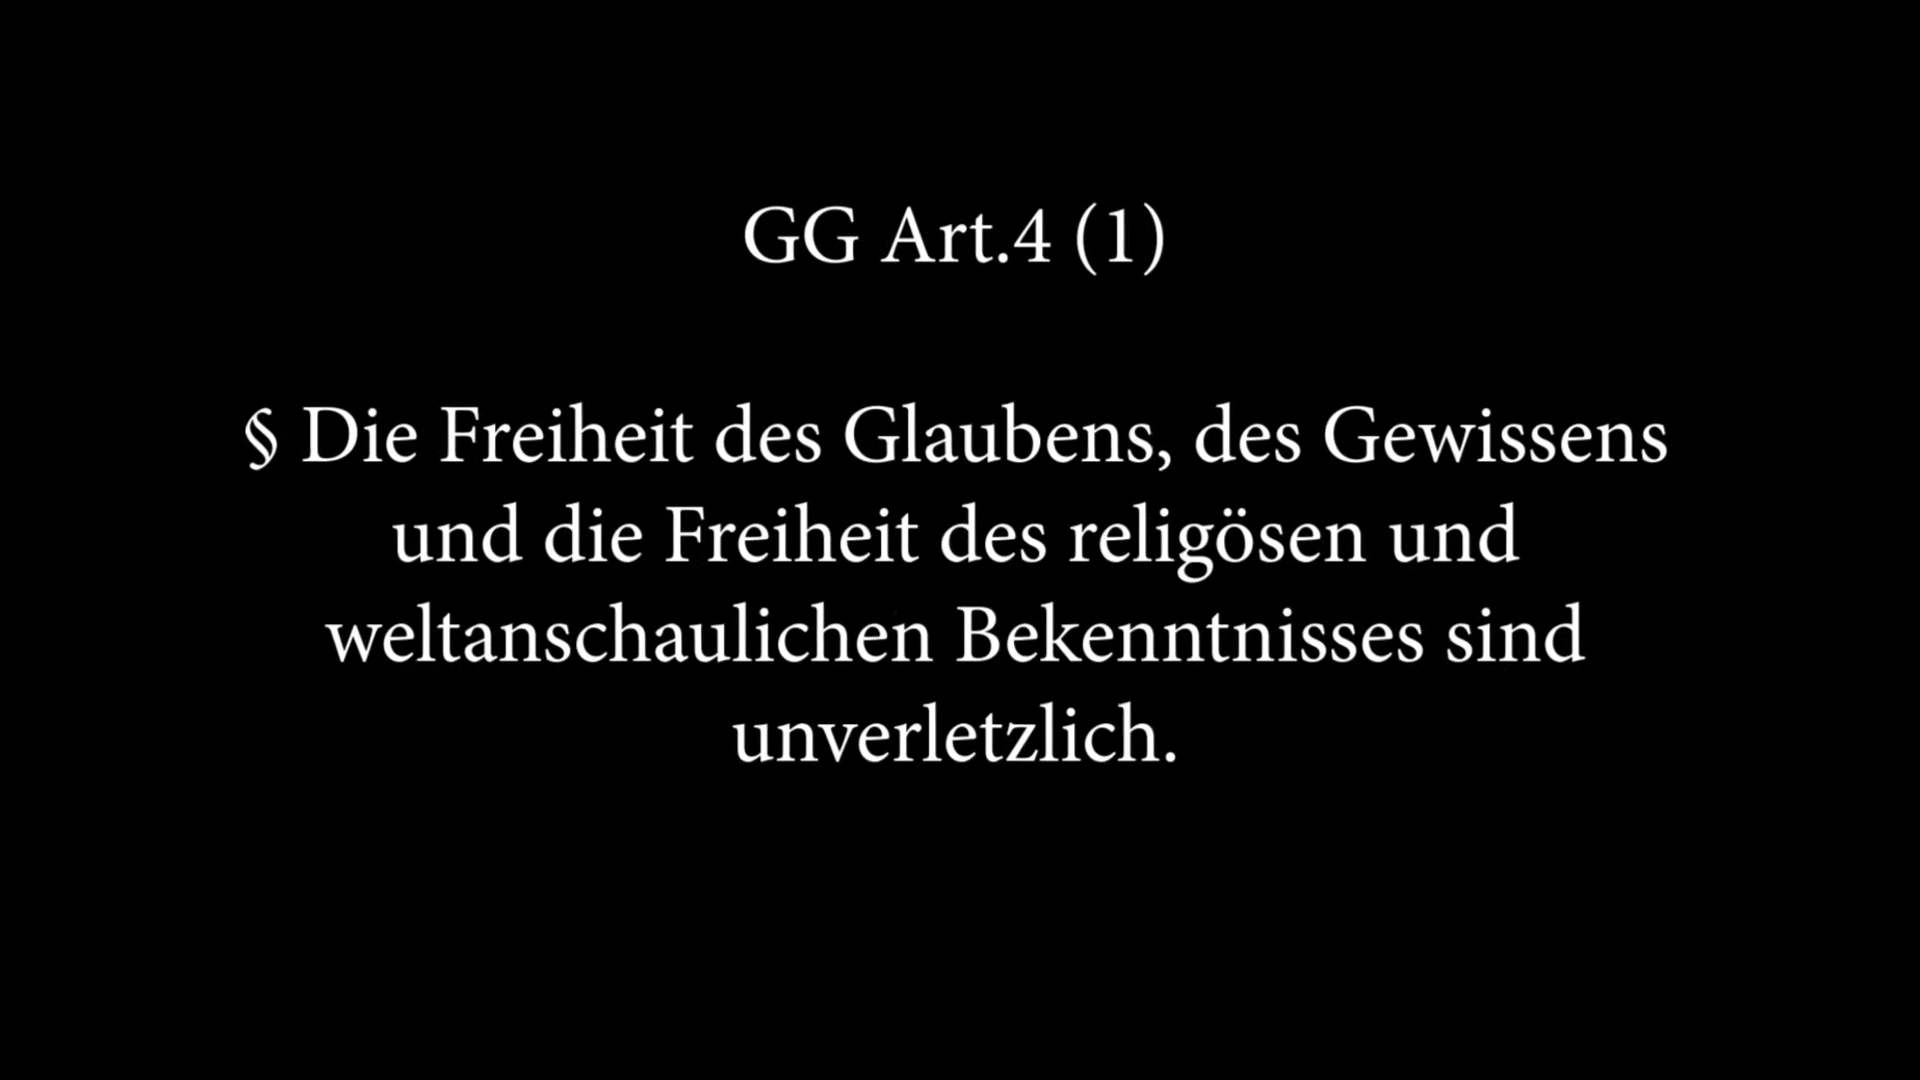 GG Art.4 (1)
§ Die Freiheit des Glaubens, des Gewissens
und die Freiheit des religösen und
weltanschaulichen Bekenntnisses sind
unverletzlich.